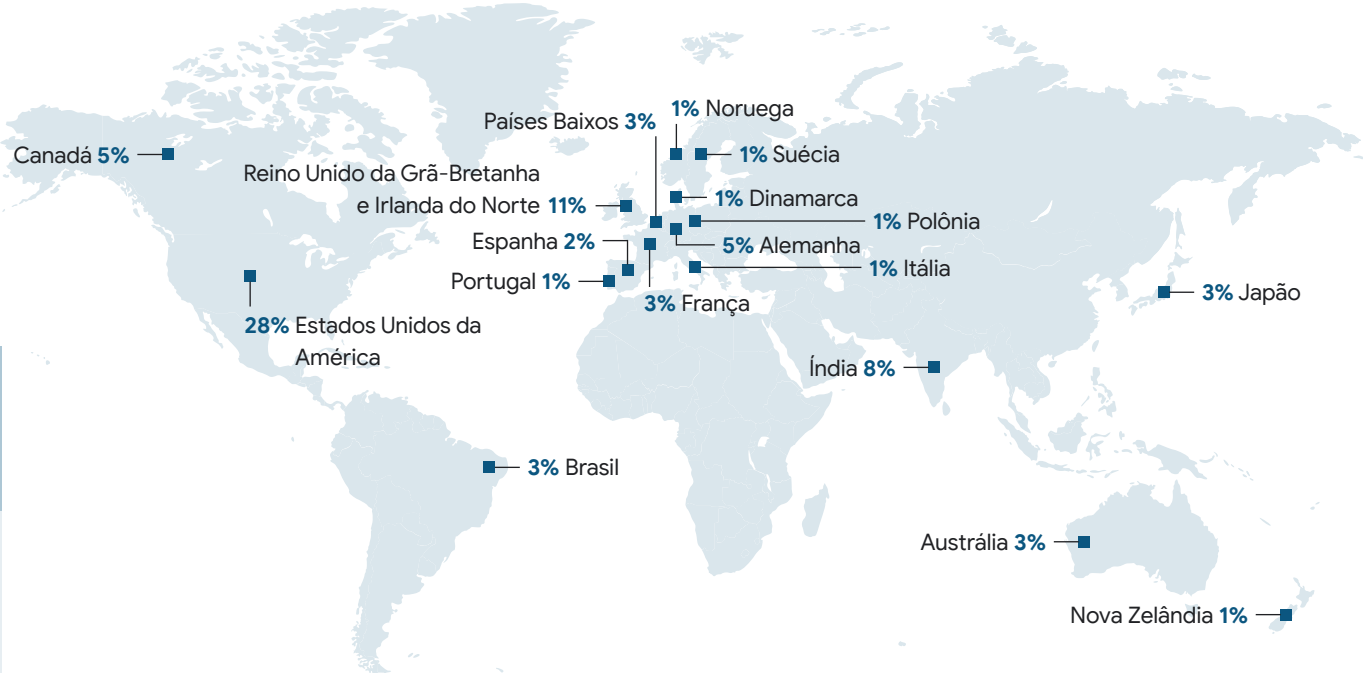 1% Noruega
Países Baixos 3%
Canadá 5%
1% Suécia
Reino Unido da Grã-Bretanha
e Irlanda do Norte 11%
1% Dinamarca
1% Polônia
Espanha 2%
5% Alemanha
1% Itália
Portugal 1%
3% Japão
3% França
28% Estados Unidos da
América
Índia 8%
3% Brasil
Austrália 3%
Nova Zelândia 1%